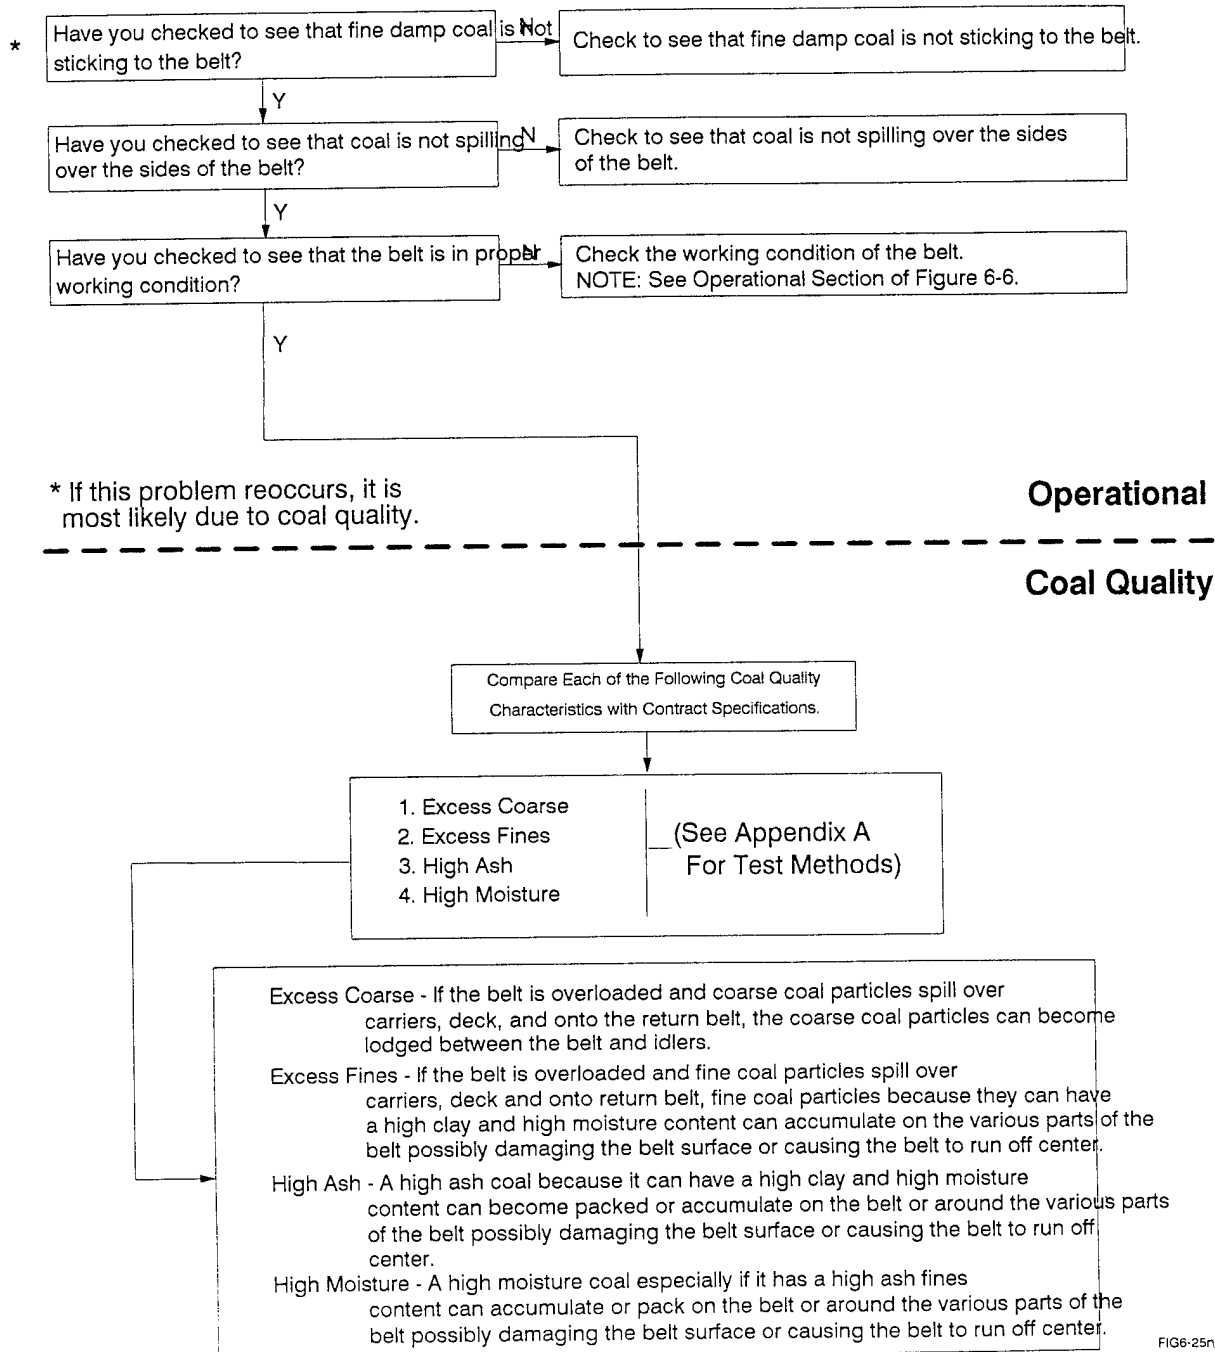 *
Have you checked to see that fine damp coal is not
sticking to the belt?
N
Check to see that fine damp coal is not sticking to the belt.
Y
Have you checked to see that coal is not spilling
over the sides of the belt?
N
Check to see that coal is not spilling over the sides
of the belt.
Y
Have you checked to see that the belt is in proper
working condition?
N
Check the working condition of the belt.
NOTE: See Operational Section of Figure 6-6.
Y
* If this problem reoccurs, it is
most likely due to coal quality.
Operational
Coal Quality
Compare Each of the Following Coal Quality
Characteristics with Contract Specifications.
1. Excess Coarse
2. Excess Fines
3. High Ash
4. High Moisture
(See Appendix A
For Test Methods)
Excess Coarse - If the belt is overloaded and coarse coal particles spill over
carriers, deck, and onto the return belt, the coarse coal particles can become
lodged between the belt and idlers.
Excess Fines - If the belt is overloaded and fine coal particles spill over
carriers, deck and onto return belt, fine coal particles because they can have
a high clay and high moisture content can accumulate on the various parts of the
belt possibly damaging the belt surface or causing the belt to run off center.
High Ash - A high ash coal because it can have a high clay and high moisture
content can become packed or accumulate on the belt or around the various parts
of the belt possibly damaging the belt surface or causing the belt to run off
center.
High Moisture - A high moisture coal especially if it has a high ash fines
content can accumulate or pack on the belt or around the various parts of the
belt possibly damaging the belt surface or causing the belt to run off center.
FIG6-25n